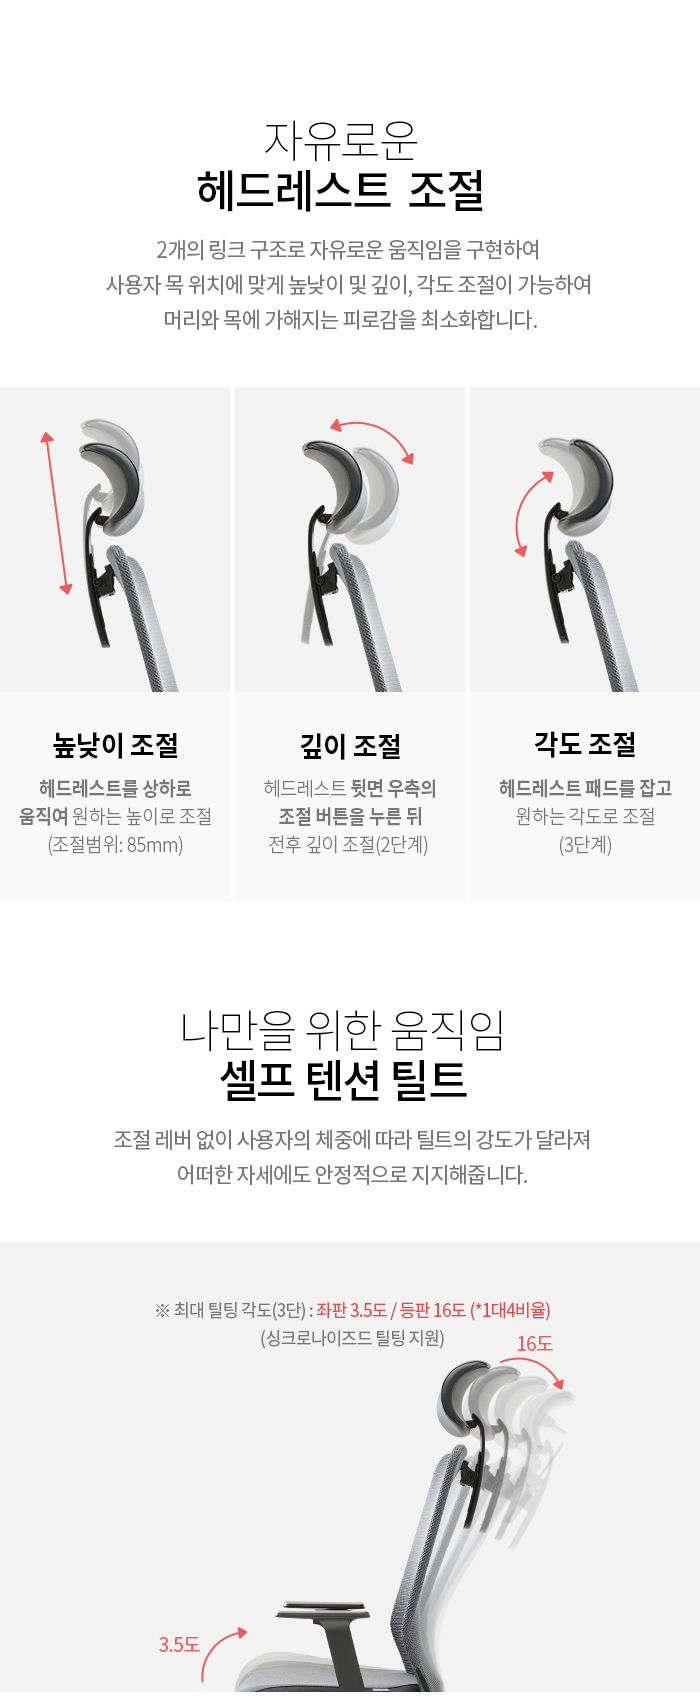 자유로운
헤드레스트 조절
2개의 링크 구조로 자유로운 움직임을 구현하여
사용자 목 위치에 맞게 높낮이 및 깊이, 각도 조절이 가능하여
머리와 목에 가해지는 피로감을 최소화합니다.
높낮이 조절
헤드레스트를 상하로
움직여 원하는 높이로 조절
(조절범위: 85mm)
깊이 조절
헤드레스트 뒷면 우측의
조절 버튼을 누른 뒤
전후 깊이 조절(2단계)
각도 조절
헤드레스트 패드를 잡고
원하는 각도로 조절
(3단계)
나만을 위한 움직임
셀프 텐션 틸트
조절 레버 없이 사용자의 체중에 따라 틸트의 강도가 달라져
어떠한 자세에도 안정적으로 지지해줍니다.
※ 최대 틸팅 각도(3단) : 좌판 3.5도 / 등판 16도 (*1대4비율)
(싱크로나이즈드 틸팅 지원)
16도
3.5도